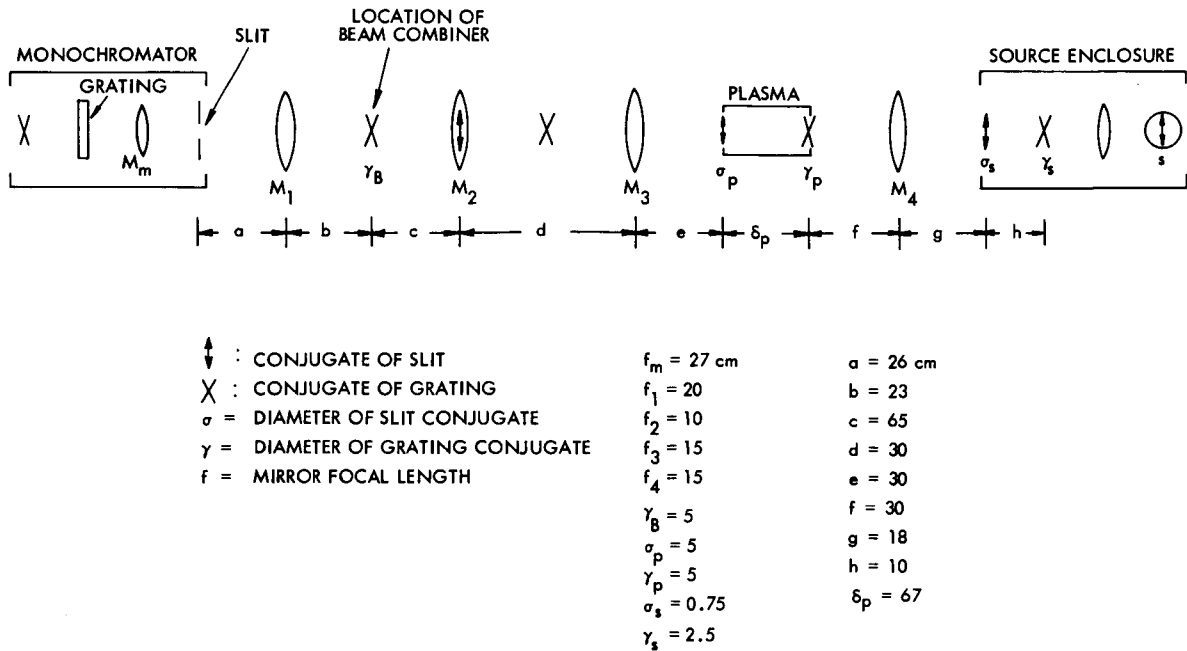 LOCATION OF
BEAM COMBINER
SLIT
MONOCHROMATOR
GRATING
SOURCE ENCLOSURE
PLASMA
M_m
M_1
γ_B
M_2
M_3
σ_p
γ_p
M_4
σ_s
γ_s
s
a
b
c
d
e
δ_p
f
g
h
: CONJUGATE OF SLIT
: CONJUGATE OF GRATING
σ = DIAMETER OF SLIT CONJUGATE
γ = DIAMETER OF GRATING CONJUGATE
f = MIRROR FOCAL LENGTH
f_m = 27 cm
f_1 = 20
f_2 = 10
f_3 = 15
f_4 = 15
γ_B = 5
σ_p = 5
γ_p = 5
σ_s = 0.75
γ_s = 2.5
a = 26 cm
b = 23
c = 65
d = 30
e = 30
f = 30
g = 18
h = 10
δ_p = 67